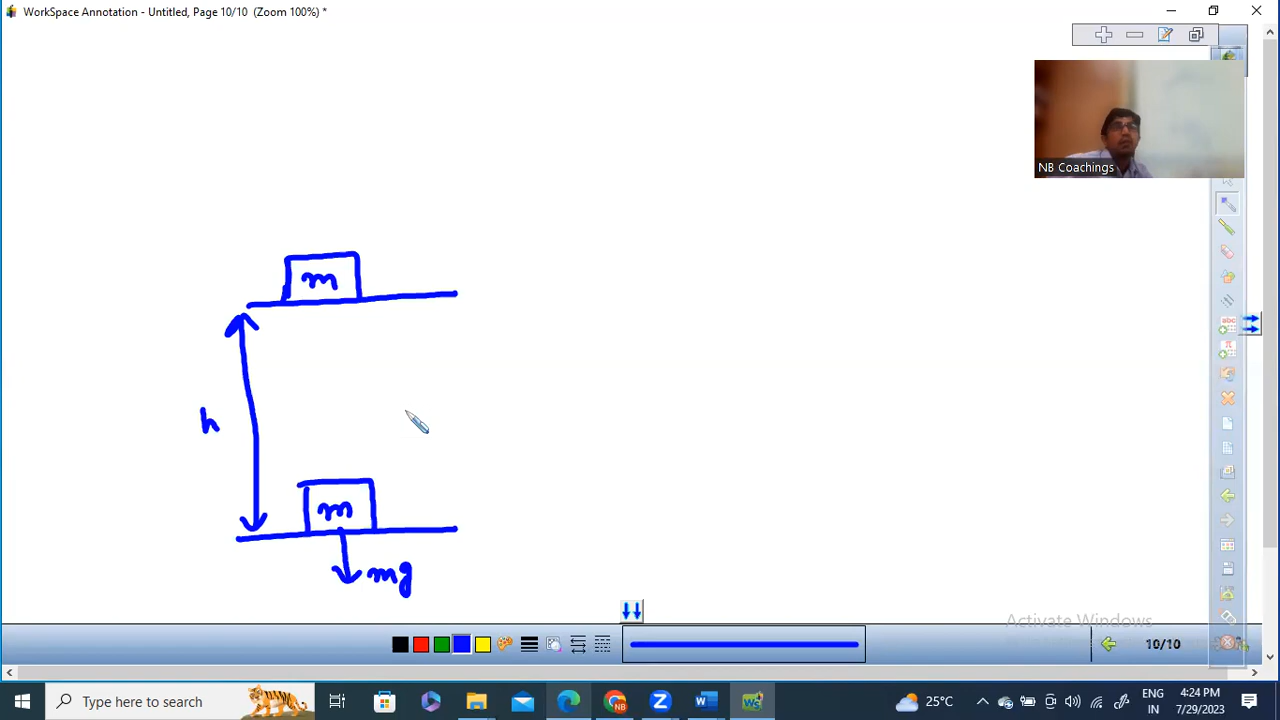 WorkSpace Annotation - Untitled, Page 10/10 (Zoom 100%) *
NB Coachings
m
h
m
mg
Activate Windows
10/10
Type here to search
25°C
ENG
IN
4:24 PM
7/29/2023